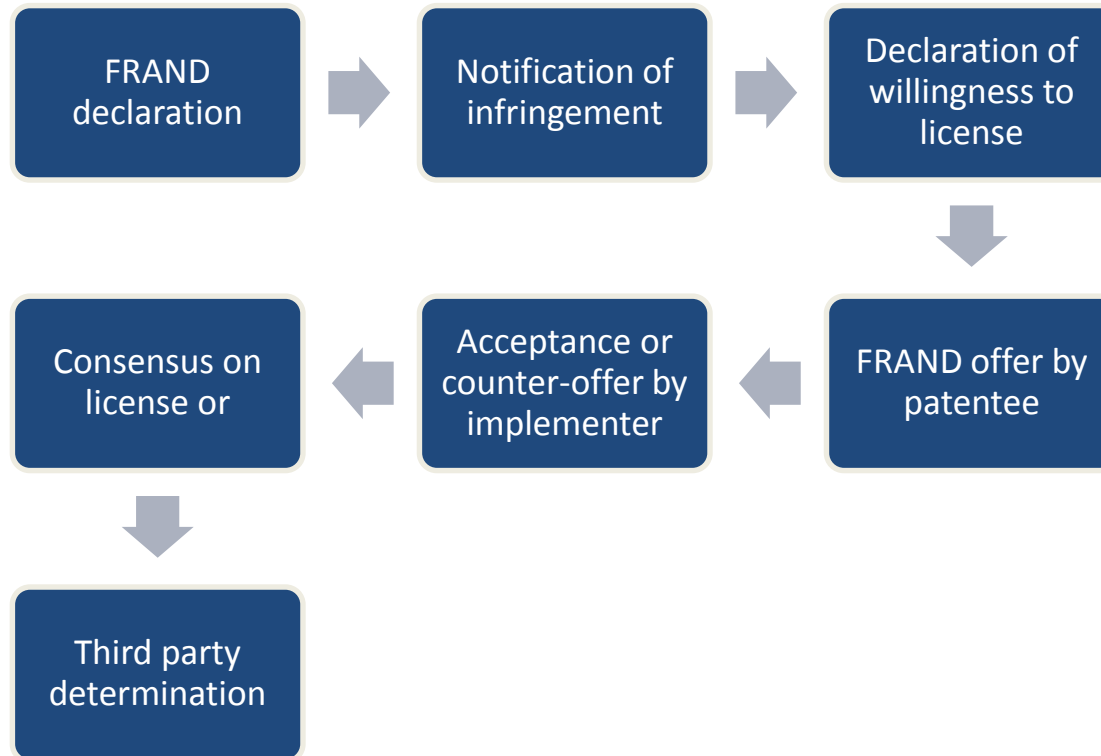 FRAND
declaration
Notification of
infringement
Declaration of
willingness to
license
FRAND offer by
patentee
Acceptance or
counter-offer by
implementer
Consensus on
license or
Third party
determination